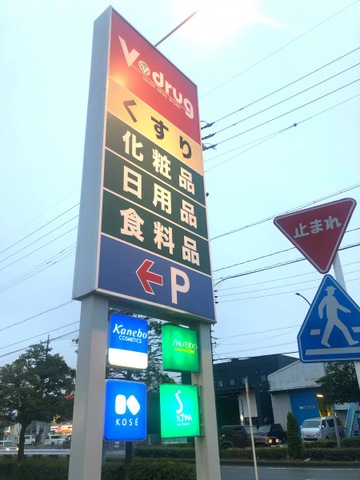 V・drug
くすり
化粧品
日用品
食料品
P
Kanebo
COSMETICS
SHISEIDO
KOSÉ
S
SOFINA
止まれ